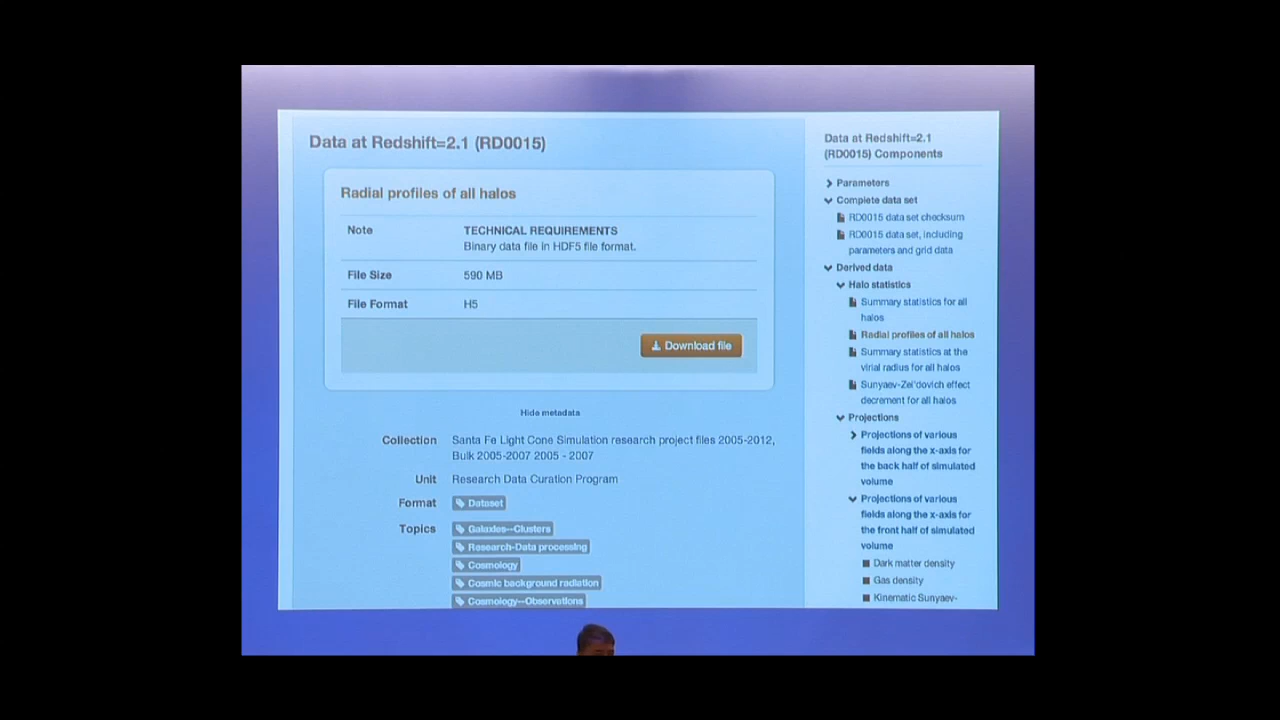 Data at Redshift=2.1 (RD0015)
Radial profiles of all halos
Note
TECHNICAL REQUIREMENTS
Binary data file in HDF5 file format.
File Size
590 MB
File Format
H5
Download file
Hide metadata
Collection
Santa Fe Light Cone Simulation research project files 2005-2012,
Bulk 2005-2007 2005 - 2007
Unit
Research Data Curation Program
Format
Dataset
Topics
Galaxies--Clusters
Research-Data processing
Cosmology
Cosmic background radiation
Cosmology--Observations
Data at Redshift=2.1
(RD0015) Components
Parameters
Complete data set
RD0015 data set checksum
RD0015 data set, including
parameters and grid data
Derived data
Halo statistics
Summary statistics for all
halos
Radial profiles of all halos
Summary statistics at the
virial radius for all halos
Sunyaev-Zel'dovich effect
decrement for all halos
Projections
Projections of various
fields along the x-axis for
the back half of simulated
volume
Projections of various
fields along the x-axis for
the front half of simulated
volume
Dark matter density
Gas density
Kinematic Sunyaev-